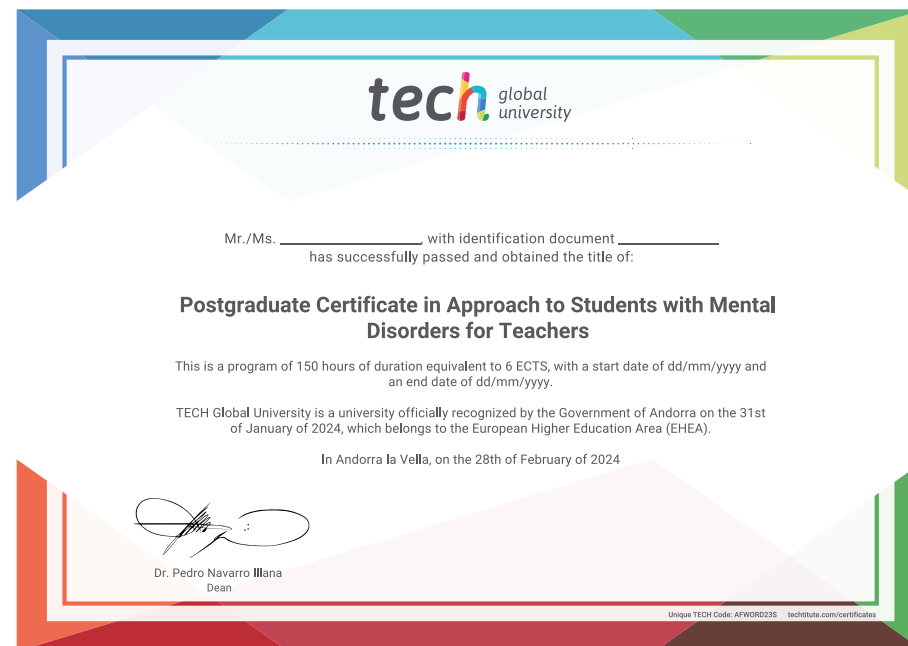 tech global
university
Mr./Ms. ____________________, with identification document ______________
has successfully passed and obtained the title of:
Postgraduate Certificate in Approach to Students with Mental
Disorders for Teachers
This is a program of 150 hours of duration equivalent to 6 ECTS, with a start date of dd/mm/yyyy and
an end date of dd/mm/yyyy.
TECH Global University is a university officially recognized by the Government of Andorra on the 31st
of January of 2024, which belongs to the European Higher Education Area (EHEA).
In Andorra la Vella, on the 28th of February of 2024
Dr. Pedro Navarro Illana
Dean
Unique TECH Code: AFWORD23S techtitute.com/certificates